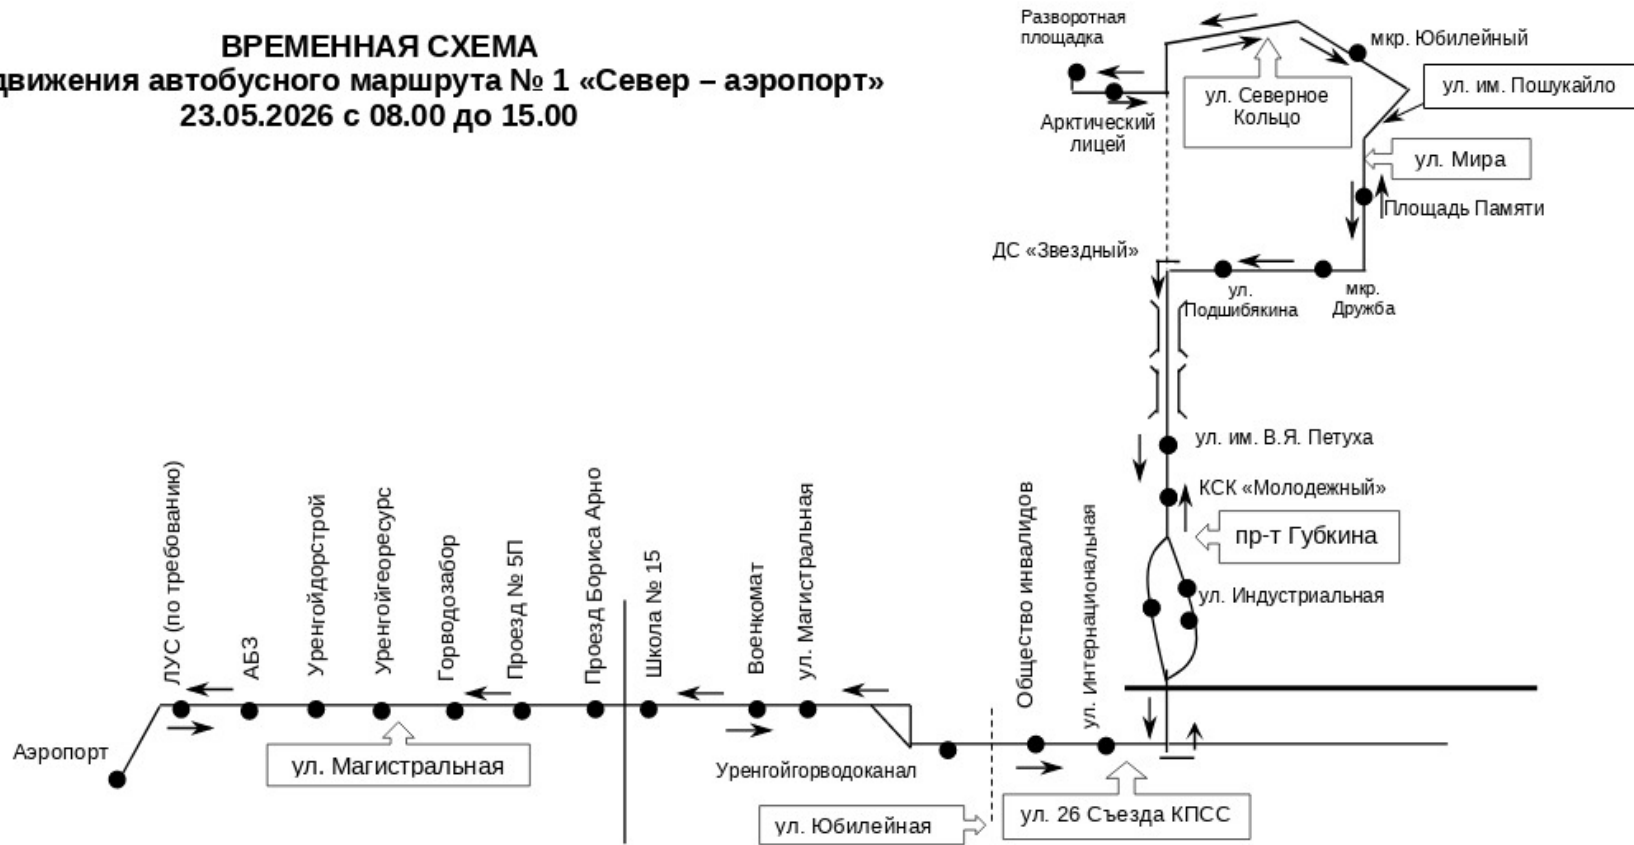 ВРЕМЕННАЯ СХЕМА
движения автобусного маршрута № 1 «Север – аэропорт»
23.05.2026 с 08.00 до 15.00
Разворотная
площадка
Арктический
лицей
ул. Северное
Кольцо
мкр. Юбилейный
ул. им. Пошукайло
ул. Мира
Площадь Памяти
ДС «Звездный»
ул.
Подшибякина
мкр.
Дружба
ул. им. В.Я. Петуха
КСК «Молодежный»
пр-т Губкина
ул. Индустриальная
ЛУС (по требованию)
АБЗ
Уренгойдорстрой
Уренгойгеоресурс
Горводозабор
Проезд № 5П
Проезд Бориса Арно
Школа № 15
Военкомат
ул. Магистральная
Общество инвалидов
ул. Интернациональная
Аэропорт
ул. Магистральная
Уренгойгорводоканал
ул. Юбилейная
ул. 26 Съезда КПСС